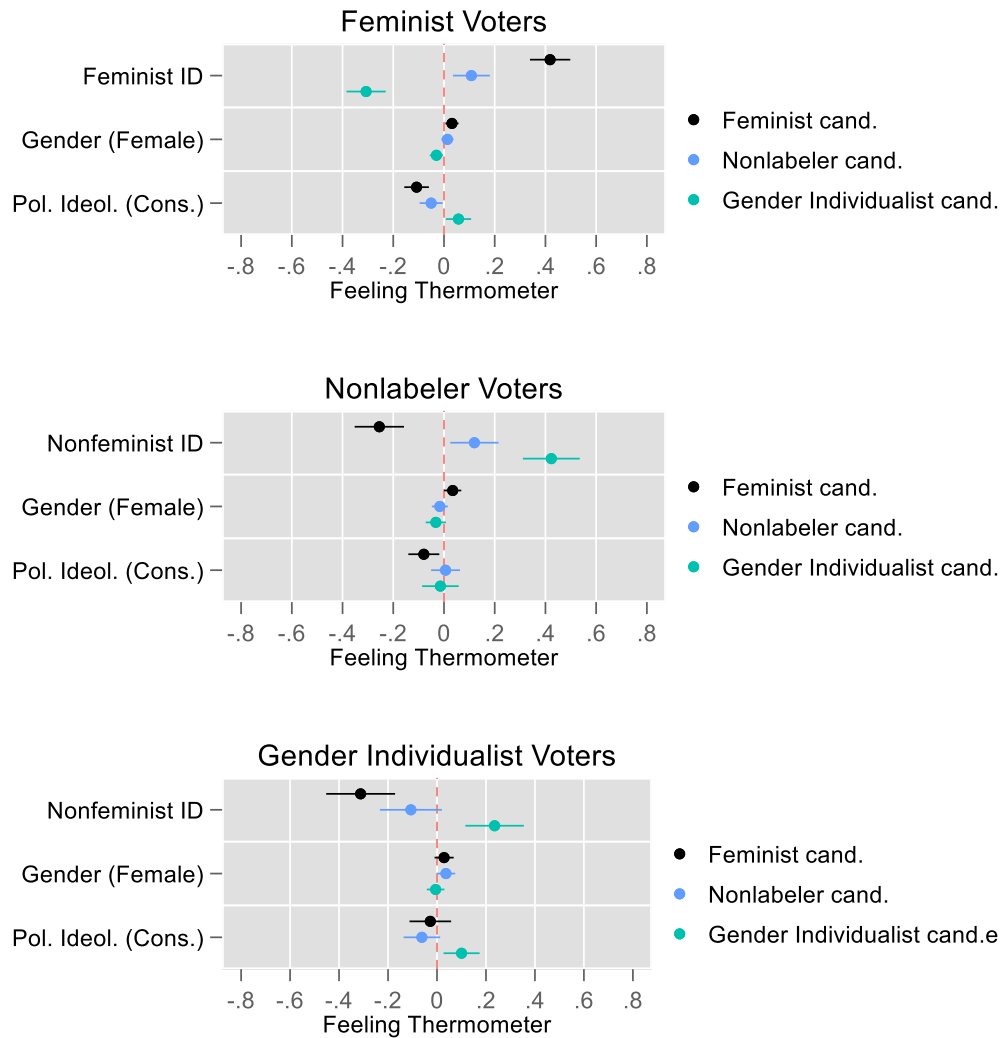 Feminist Voters
Feminist ID
Gender (Female)
Pol. Ideol. (Cons.)
-.8 -.6 -.4 -.2 0 .2 .4 .6 .8
Feeling Thermometer
Feminist cand.
Nonlabeler cand.
Gender Individualist cand.
Nonlabeler Voters
Nonfeminist ID
Gender (Female)
Pol. Ideol. (Cons.)
-.8 -.6 -.4 -.2 0 .2 .4 .6 .8
Feeling Thermometer
Feminist cand.
Nonlabeler cand.
Gender Individualist cand.
Gender Individualist Voters
Nonfeminist ID
Gender (Female)
Pol. Ideol. (Cons.)
-.8 -.6 -.4 -.2 0 .2 .4 .6 .8
Feeling Thermometer
Feminist cand.
Nonlabeler cand.
Gender Individualist cand.e